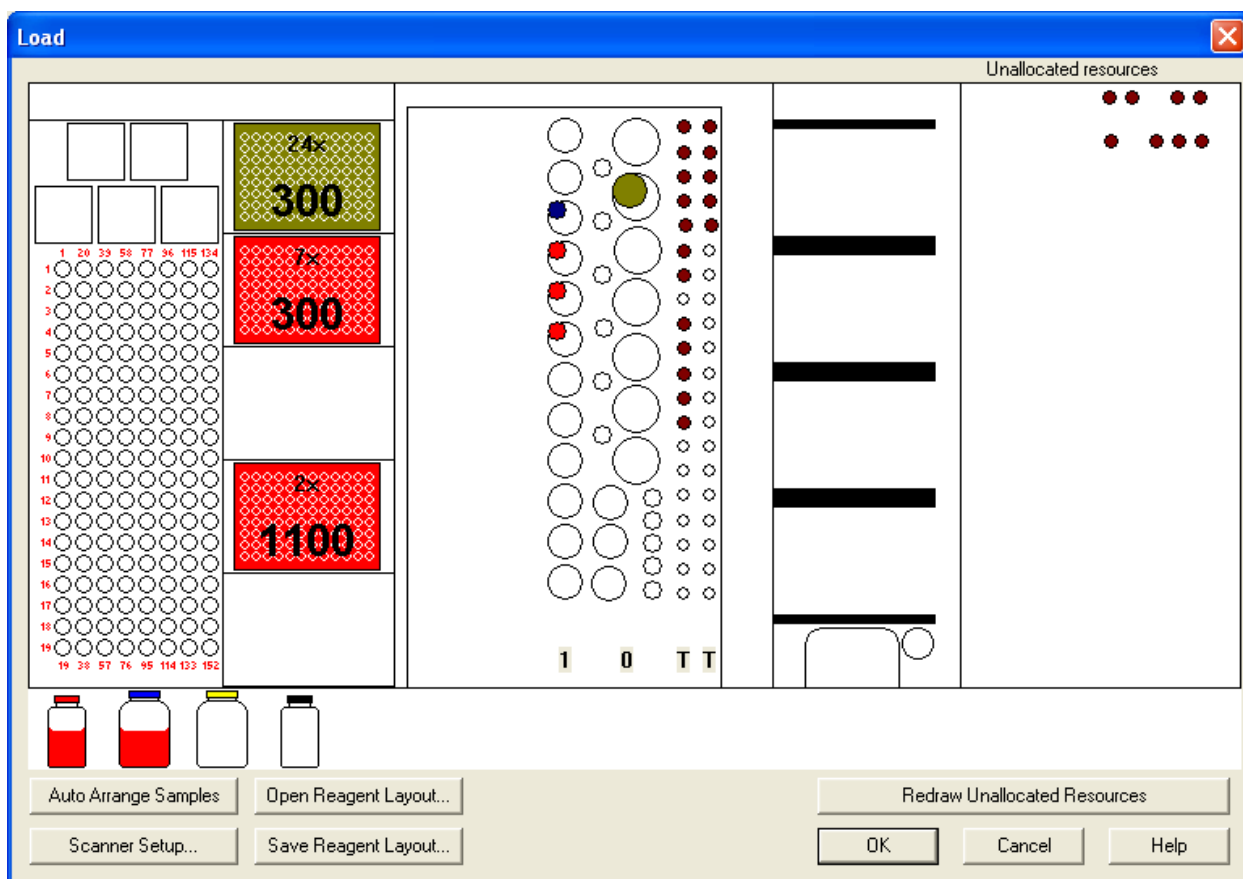 Load
Unallocated resources
24x
300
1 20 39 58 77 96 115 134
1
2
3
4
5
6
7
8
9
10
11
12
13
14
15
16
17
18
19
7x
300
2x
1100
19 38 57 76 95 114 133 152
1 0 T T
Auto Arrange Samples
Open Reagent Layout...
Redraw Unallocated Resources
Scanner Setup...
Save Reagent Layout...
OK
Cancel
Help